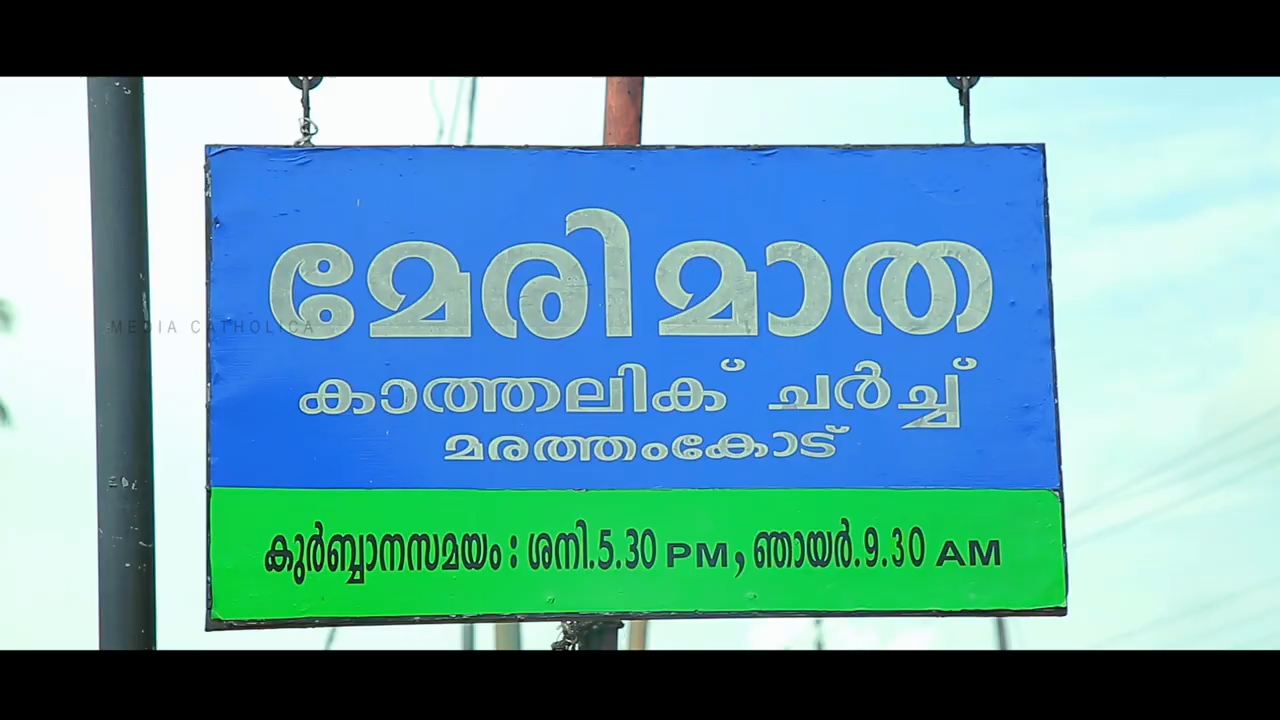 മേരിമാത
MEDIA CATHOLICA
കാത്തലിക് ചർച്ച്
മരത്തംകോട്
കുർബ്ബാനസമയം : ശനി.5.30 PM, ഞായർ.9.30 AM